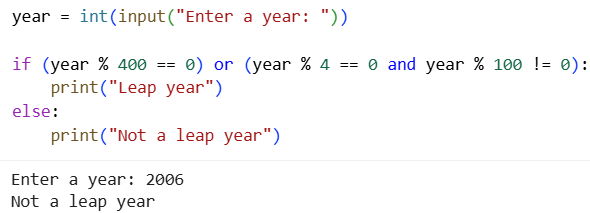 year = int(input("Enter a year: "))
if (year % 400 == 0) or (year % 4 == 0 and year % 100 != 0):
    print("Leap year")
else:
    print("Not a leap year")
Enter a year: 2006
Not a leap year